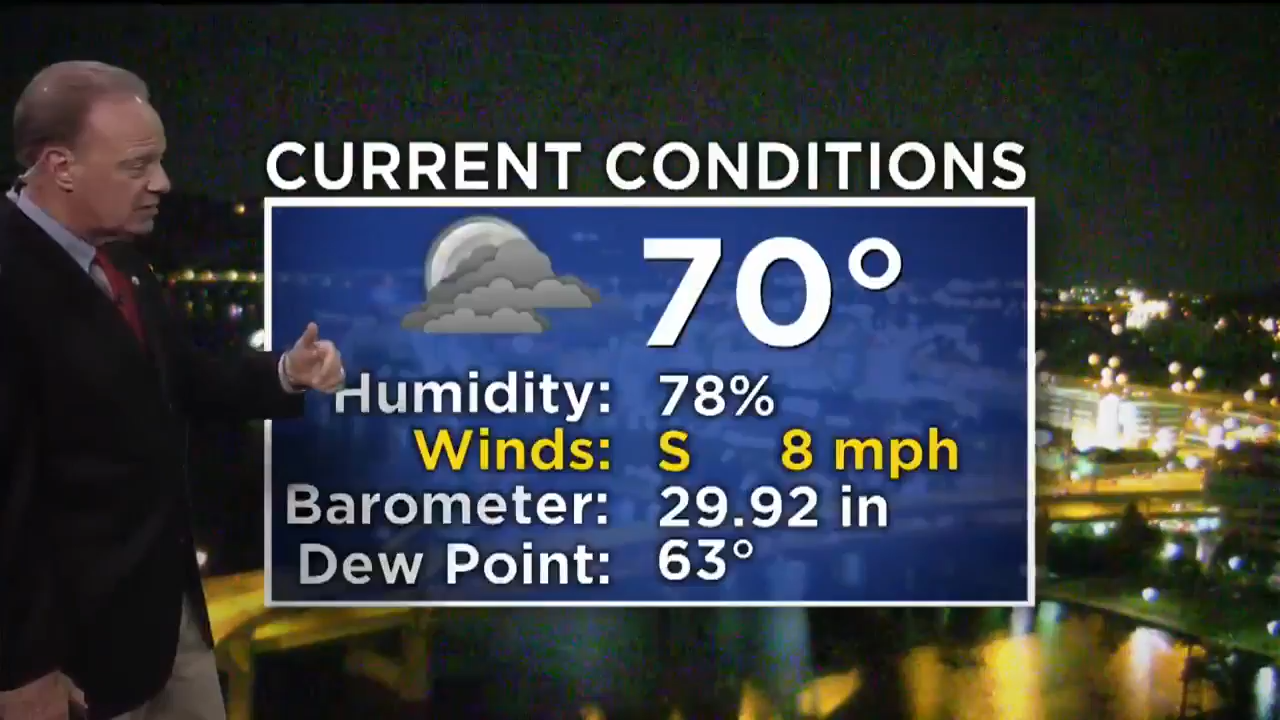 CURRENT CONDITIONS
70°
Humidity: 78%
Winds: S 8 mph
Barometer: 29.92 in
Dew Point: 63°